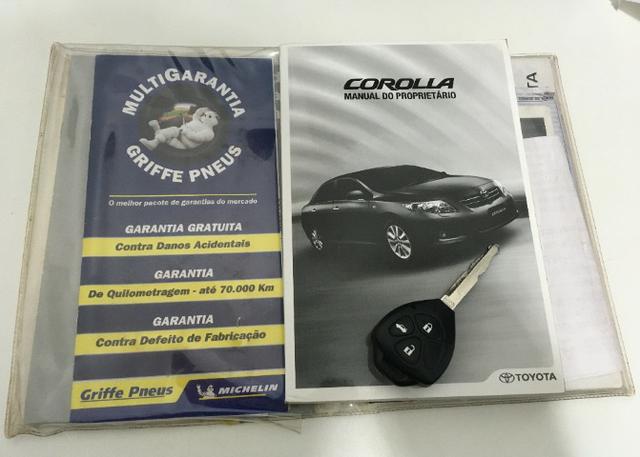 MULTIGARANTIA
GRIFFE PNEUS
O melhor pacote de garantias do mercado
GARANTIA GRATUITA
Contra Danos Acidentais
GARANTIA
De Quilometragem - até 70.000 Km
GARANTIA
Contra Defeito de Fabricação
Griffe Pneus
MICHELIN
COROLLA
MANUAL DO PROPRIETÁRIO
TOYOTA